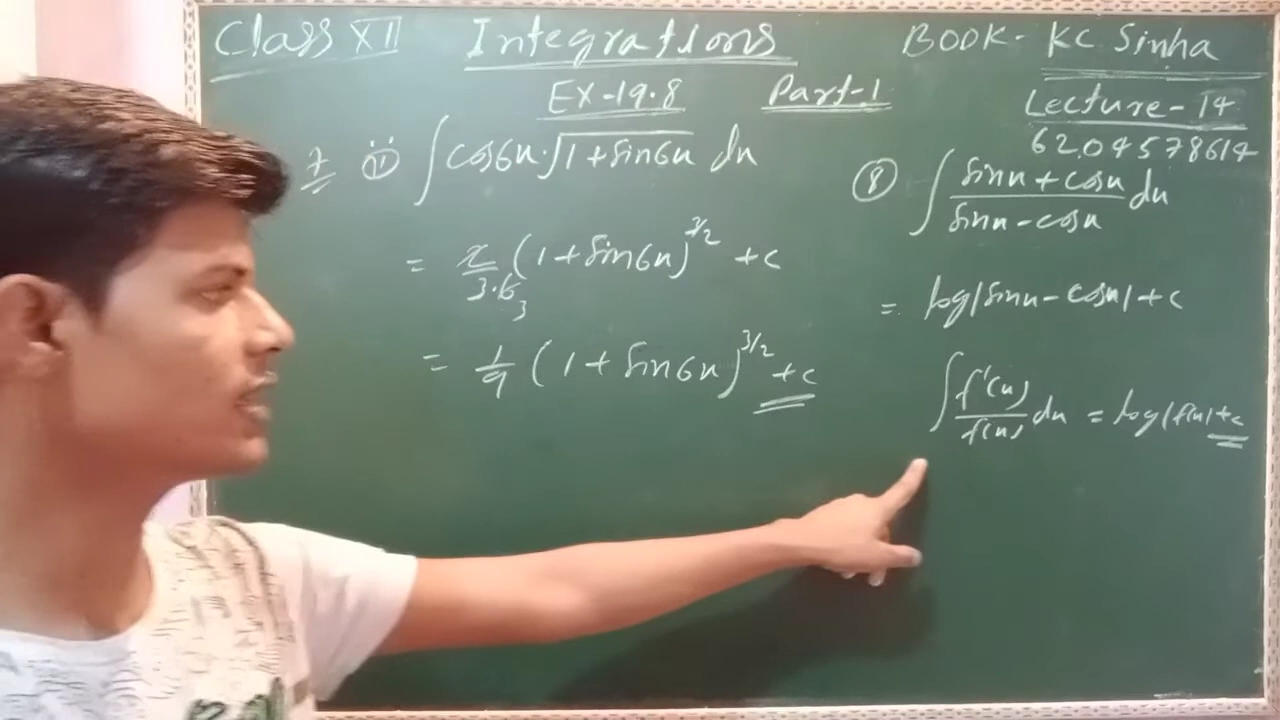 Class XII Integrations BOOK- KC Sinha
EX-19.8 Part-1
Lecture-14
6204578614
7 (ii) ∫cos6x.√1+sin6x dx
= 2/3.6 3 (1+sin6x)^3/2 +c
= 1/9 (1+sin6x)^3/2 +c
(8) ∫ sinx+cosx/sinx-cosx dx
= log|sinx-cosx|+c
∫ f'(x)/f(x) dx = log|f(x)|+c